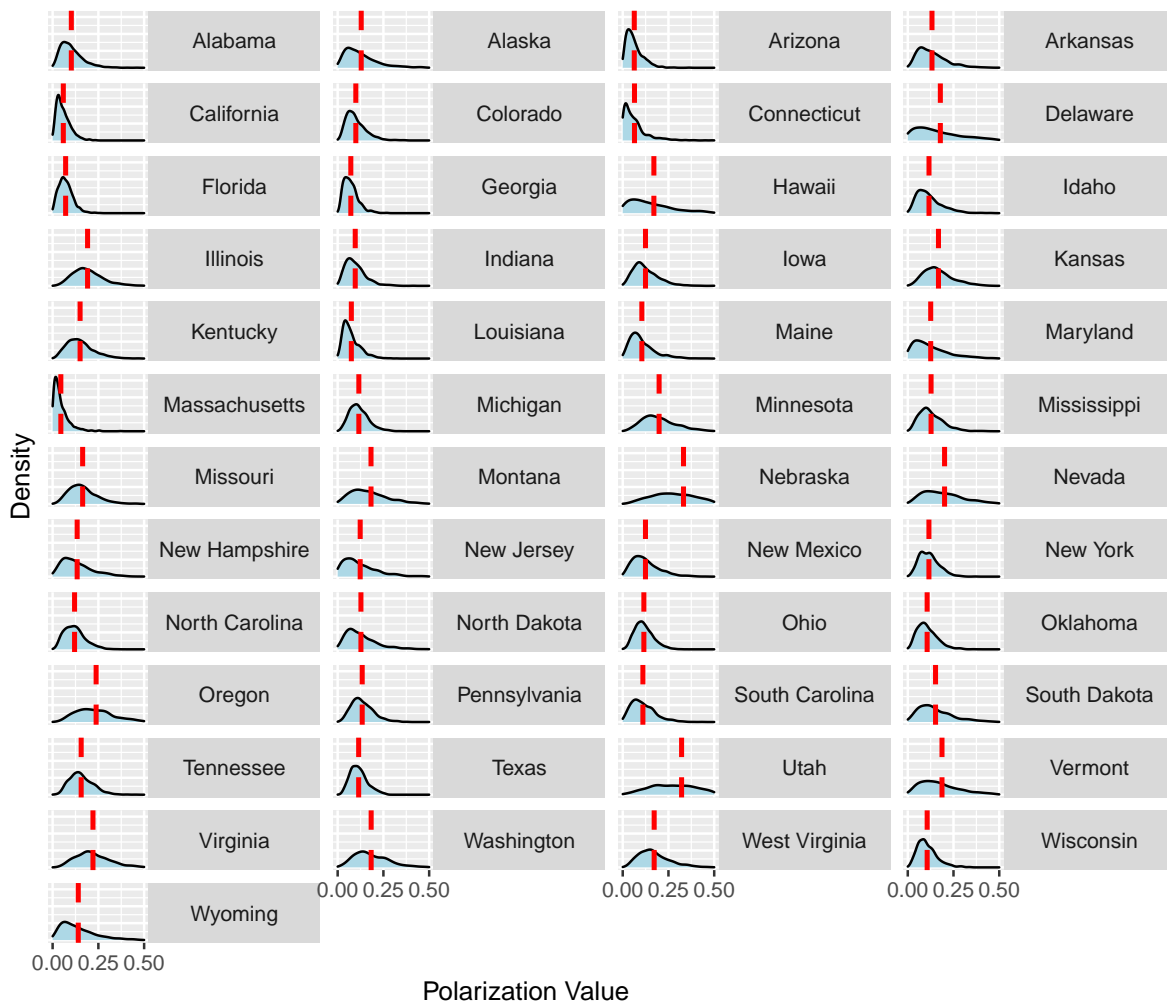 Alabama
Alaska
Arizona
Arkansas
California
Colorado
Connecticut
Delaware
Florida
Georgia
Hawaii
Idaho
Illinois
Indiana
Iowa
Kansas
Kentucky
Louisiana
Maine
Maryland
Massachusetts
Michigan
Minnesota
Mississippi
Missouri
Montana
Nebraska
Nevada
New Hampshire
New Jersey
New Mexico
New York
North Carolina
North Dakota
Ohio
Oklahoma
Oregon
Pennsylvania
South Carolina
South Dakota
Tennessee
Texas
Utah
Vermont
Virginia
Washington
West Virginia
Wisconsin
0.00 0.25 0.50
0.00 0.25 0.50
0.00 0.25 0.50
Wyoming
0.00 0.25 0.50
Density
Polarization Value